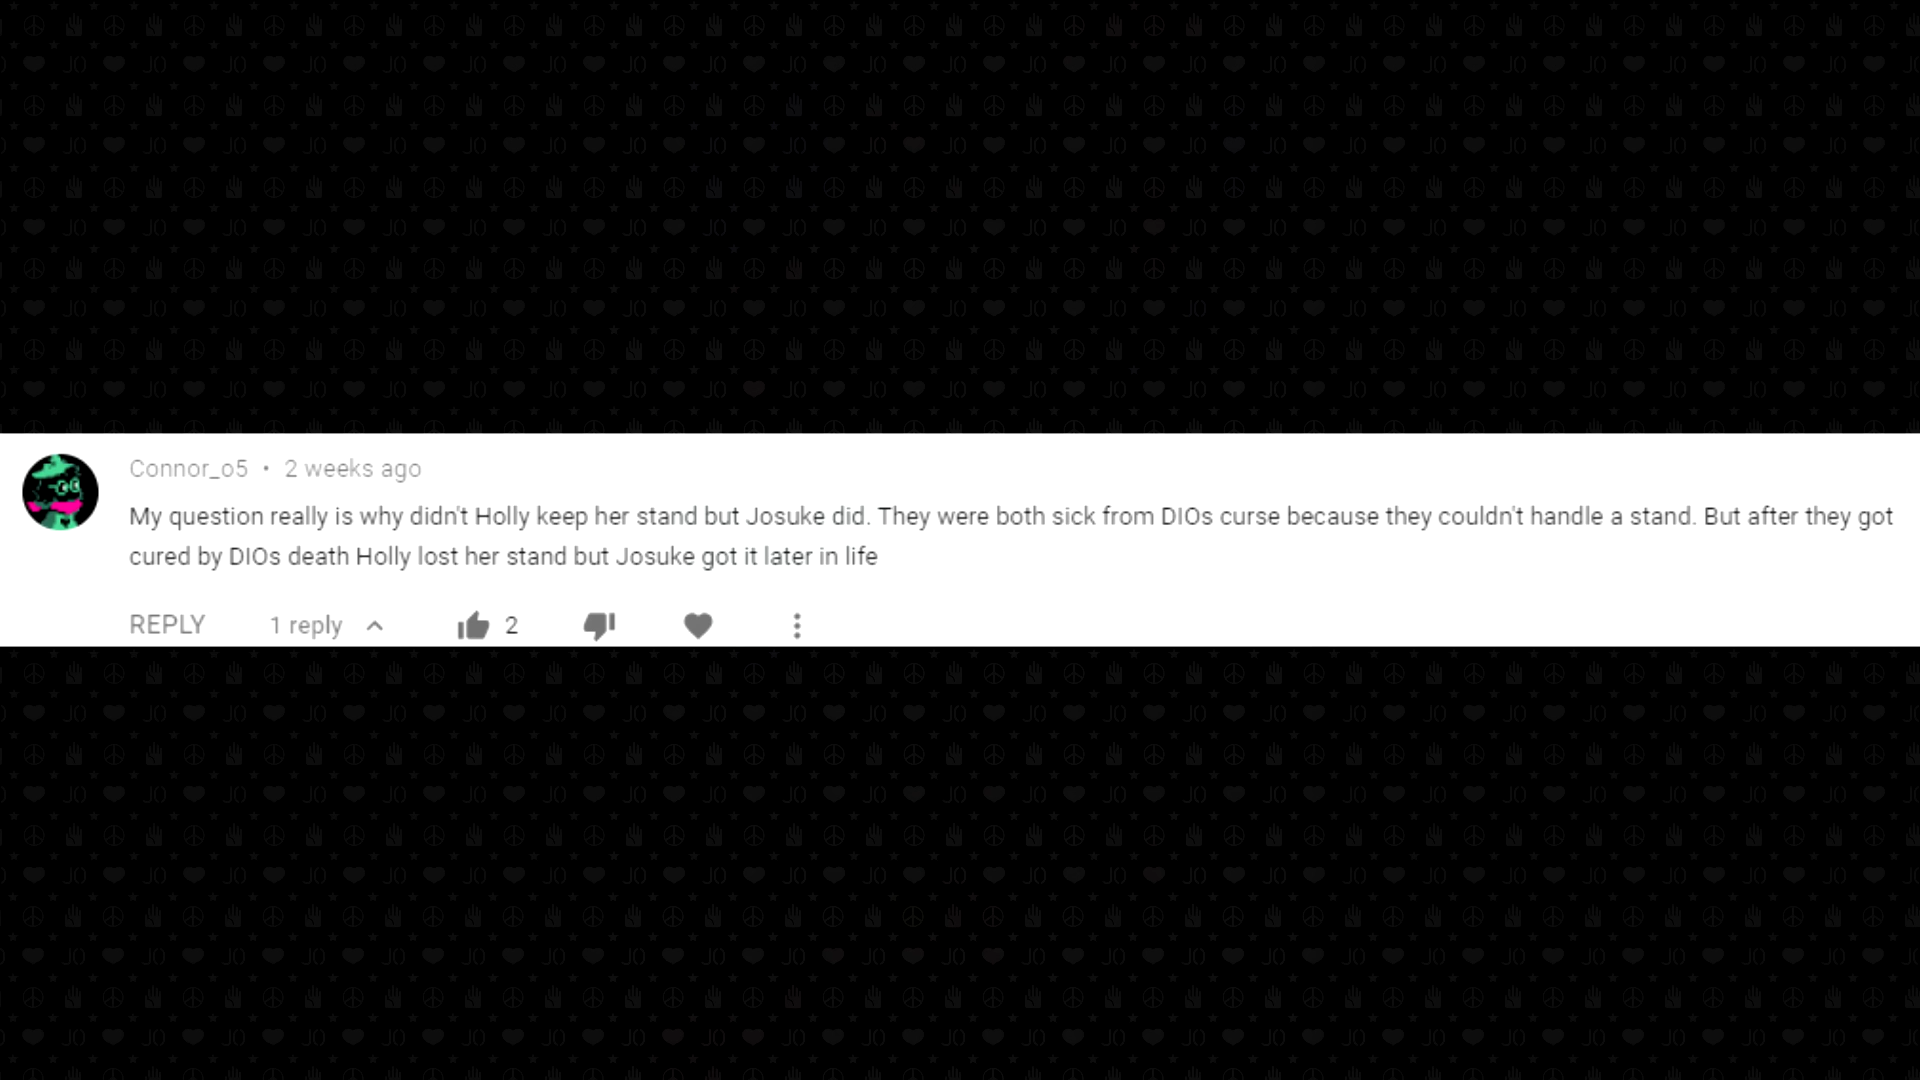 Connor_o5 • 2 weeks ago
My question really is why didn't Holly keep her stand but Josuke did. They were both sick from DIOs curse because they couldn't handle a stand. But after they got
cured by DIOs death Holly lost her stand but Josuke got it later in life
REPLY 1 reply 2